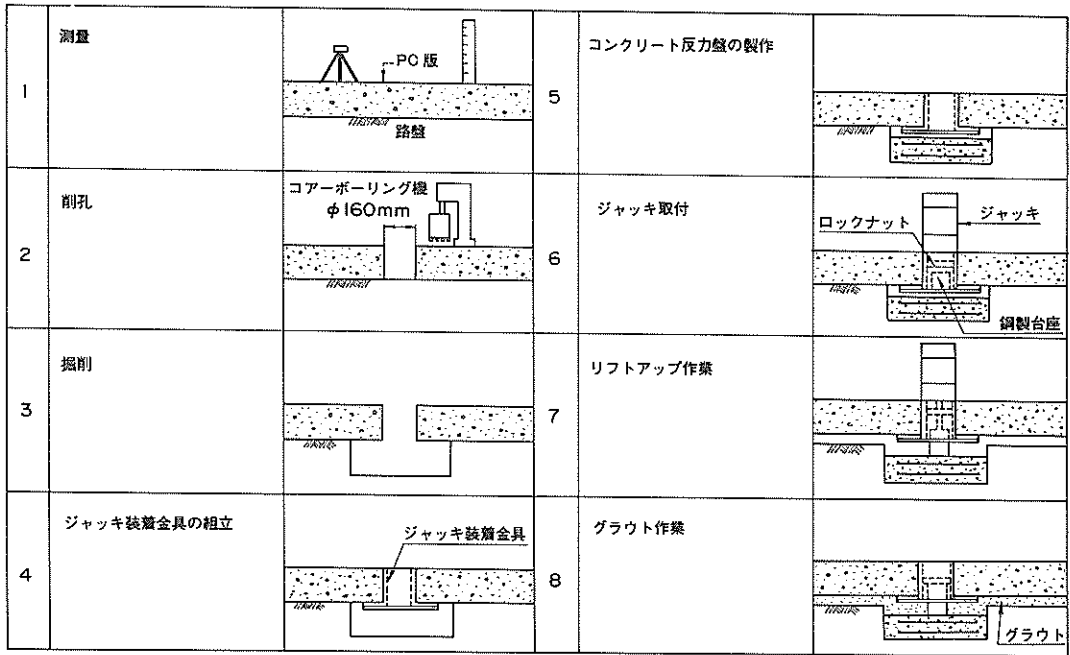 1
測量
PC 版
路盤
2
削孔
コアーボーリング機
φ160mm
3
掘削
4
ジャッキ装着金具の組立
ジャッキ装着金具
5
コンクリート反力盤の製作
6
ジャッキ取付
ロックナット
ジャッキ
鋼製台座
7
リフトアップ作業
8
グラウト作業
グラウト